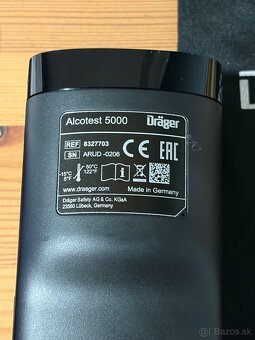 Alcotest 5000 Dräger
REF 8327703
SN ARUD -0206
CE EAC
-15°C 50°C
5°F 122°F
www.draeger.com Made in Germany
Dräger Safety AG & Co. KGaA
23560 Lübeck, Germany
Bazos.sk